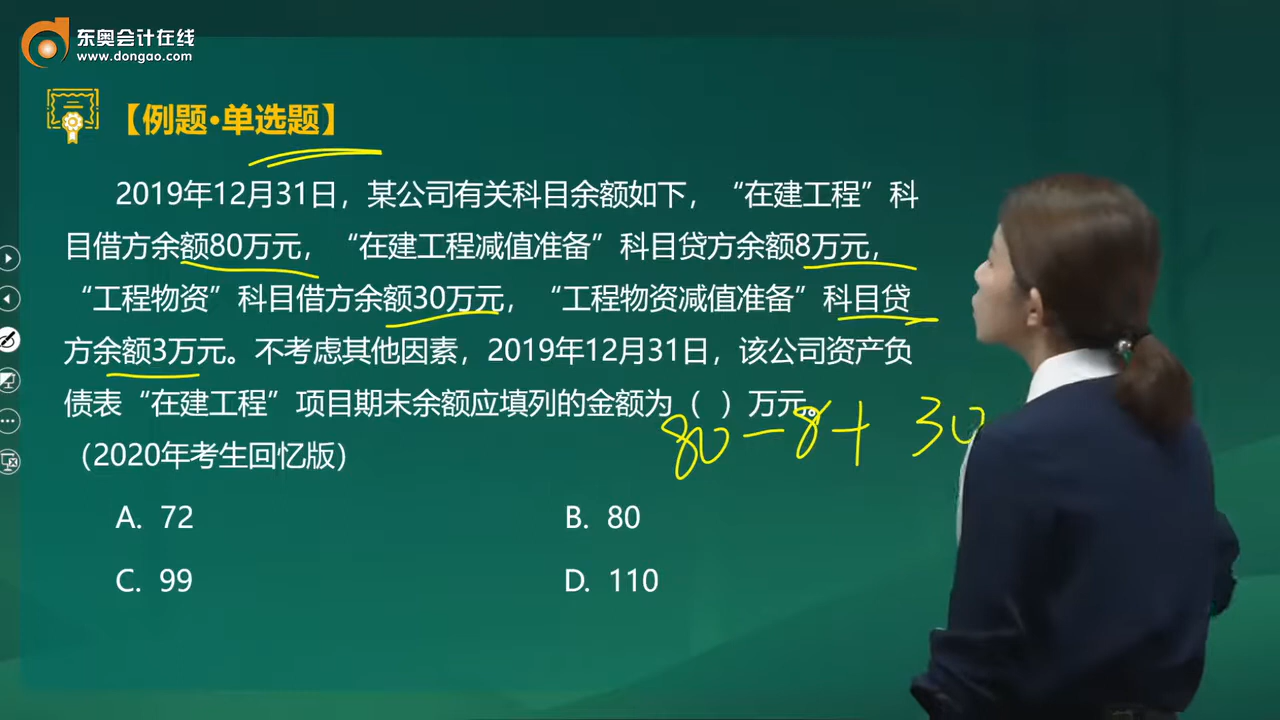 东奥会计在线
www.dongao.com
【例题·单选题】
2019年12月31日，某公司有关科目余额如下，“在建工程”科
目借方余额80万元，“在建工程减值准备”科目贷方余额8万元，
“工程物资”科目借方余额30万元，“工程物资减值准备”科目贷
方余额3万元。不考虑其他因素，2019年12月31日，该公司资产负
债表“在建工程”项目期末余额应填列的金额为（ ）万元。
80-8+ 30
（2020年考生回忆版）
A. 72
B. 80
C. 99
D. 110